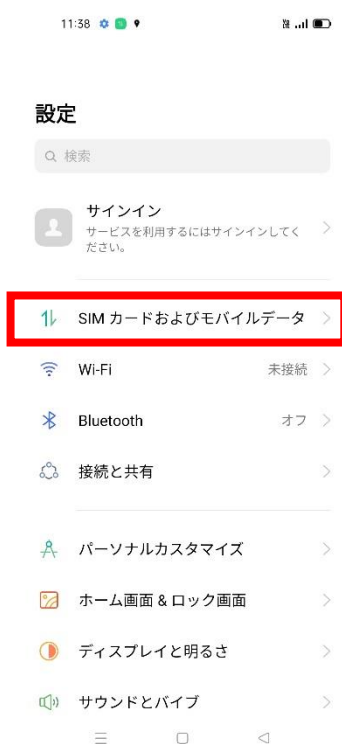 11:38
設定
検索
サインイン
サービスを利用するにはサインインしてく
ださい。
SIM カードおよびモバイルデータ
Wi-Fi 未接続
Bluetooth オフ
接続と共有
パーソナルカスタマイズ
ホーム画面 & ロック画面
ディスプレイと明るさ
サウンドとバイブ